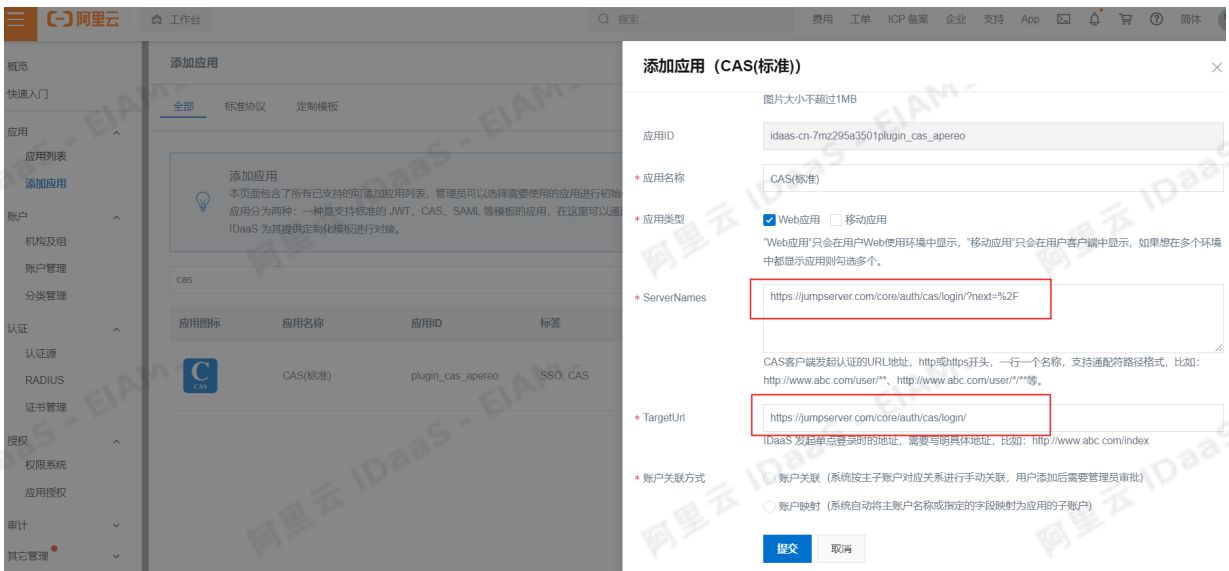 阿里云
工作台
搜索...
费用 工单 ICP 备案 企业 支持 App 简体
概览
快速入门
应用
应用列表
添加应用
账户
机构及组
账户管理
分类管理
认证
认证源
RADIUS
证书管理
授权
权限系统
应用授权
审计
其它管理
添加应用
全部 标准协议 定制模板
添加应用
本页面包含了所有已支持的可添加应用列表，管理员可以选择需要使用的应用进行初始
应用分为两种：一种是支持标准的 JWT、CAS、SAML 等模板的应用，在这里可以通
IDaaS 为其提供定制化模板进行对接。
cas
应用图标 应用名称 应用ID 标签
C
CAS
CAS(标准) plugin_cas_apereo SSO, CAS
添加应用（CAS(标准)）
图片大小不超过1MB
应用ID idaas-cn-7mz295a3501plugin_cas_apereo
* 应用名称 CAS(标准)
* 应用类型 Web应用 移动应用
"Web应用"只会在用户Web使用环境中显示，"移动应用"只会在用户客户端中显示，如果想在多个环境
中都显示应用则勾选多个。
* ServerNames https://jumpserver.com/core/auth/cas/login/?next=%2F
CAS客户端发起认证的URL地址，http或https开头，一行一个名称，支持通配符路径格式，比如：
http://www.abc.com/user/**、http://www.abc.com/user/*/**等。
* TargetUrl https://jumpserver.com/core/auth/cas/login/
IDaaS 发起单点登录时的地址，需要写明具体地址，比如：http://www.abc.com/index
* 账户关联方式 账户关联（系统按主子账户对应关系进行手动关联，用户添加后需要管理员审批）
账户映射（系统自动将主账户名称或指定的字段映射为应用的子账户）
提交 取消
阿里云 IDaaS - EIAM